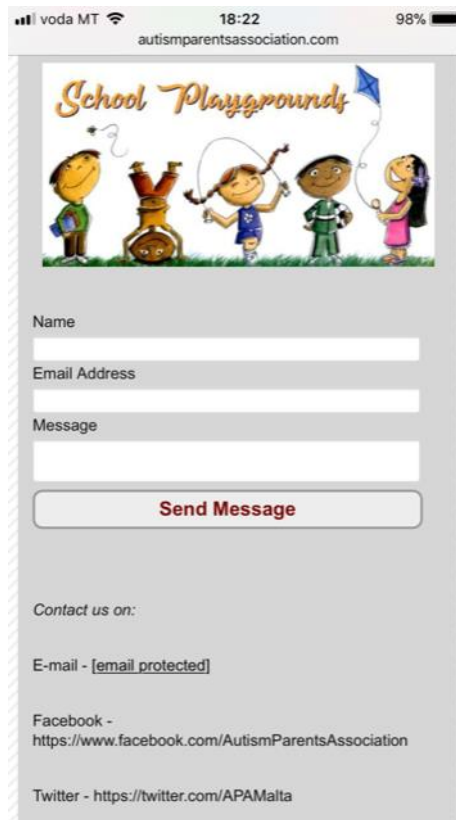 voda MT 18:22 98%
autismparentsassociation.com
School Playgrounds
Name
Email Address
Message
Send Message
Contact us on:
E-mail - [email protected]
Facebook -
https://www.facebook.com/AutismParentsAssociation
Twitter - https://twitter.com/APAMalta